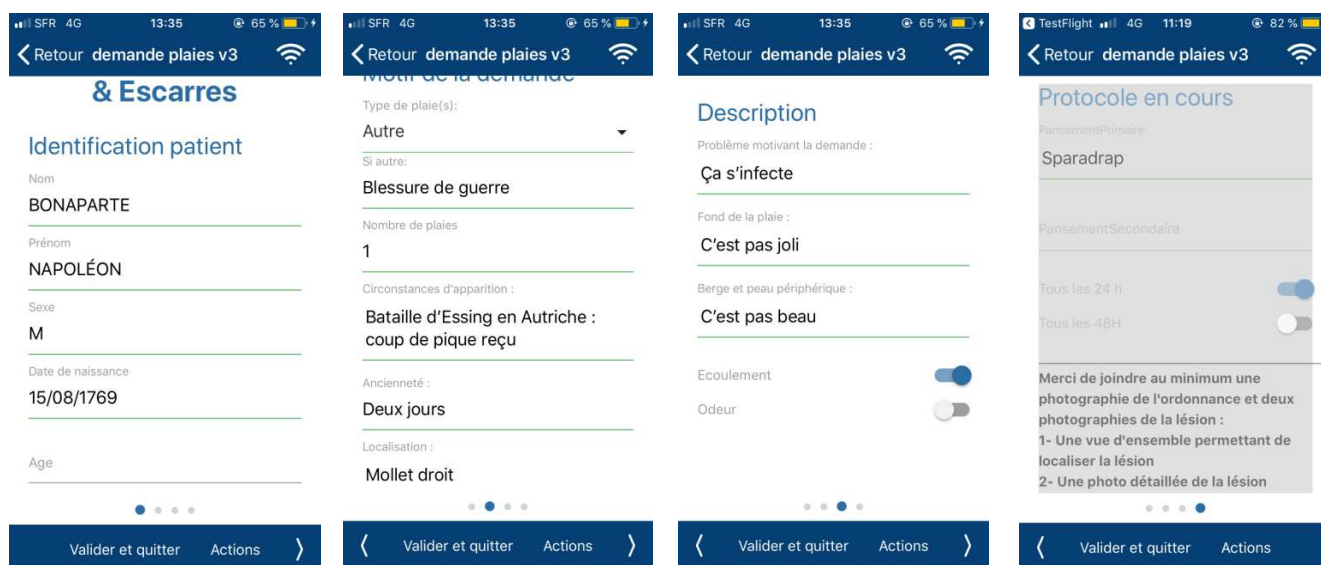 SFR 4G 13:35 65 %
Retour demande plaies v3
& Escarres
Identification patient
Nom
BONAPARTE
Prénom
NAPOLÉON
Sexe
M
Date de naissance
15/08/1769
Age
Valider et quitter Actions
SFR 4G 13:35 65 %
Retour demande plaies v3
Motif de la demande
Type de plaie(s):
Autre
Si autre:
Blessure de guerre
Nombre de plaies
1
Circonstances d'apparition :
Bataille d'Essing en Autriche :
coup de pique reçu
Ancienneté :
Deux jours
Localisation :
Mollet droit
Valider et quitter Actions
SFR 4G 13:35 65 %
Retour demande plaies v3
Description
Problème motivant la demande :
Ça s'infecte
Fond de la plaie :
C'est pas joli
Berge et peau périphérique :
C'est pas beau
Ecoulement
Odeur
Valider et quitter Actions
TestFlight 4G 11:19 82 %
Retour demande plaies v3
Protocole en cours
PansementPrimaire
Sparadrap
PansementSecondaire
Tous les 24 h
Tous les 48H
Merci de joindre au minimum une
photographie de l'ordonnance et deux
photographies de la lésion :
1- Une vue d'ensemble permettant de
localiser la lésion
2- Une photo détaillée de la lésion
Valider et quitter Actions